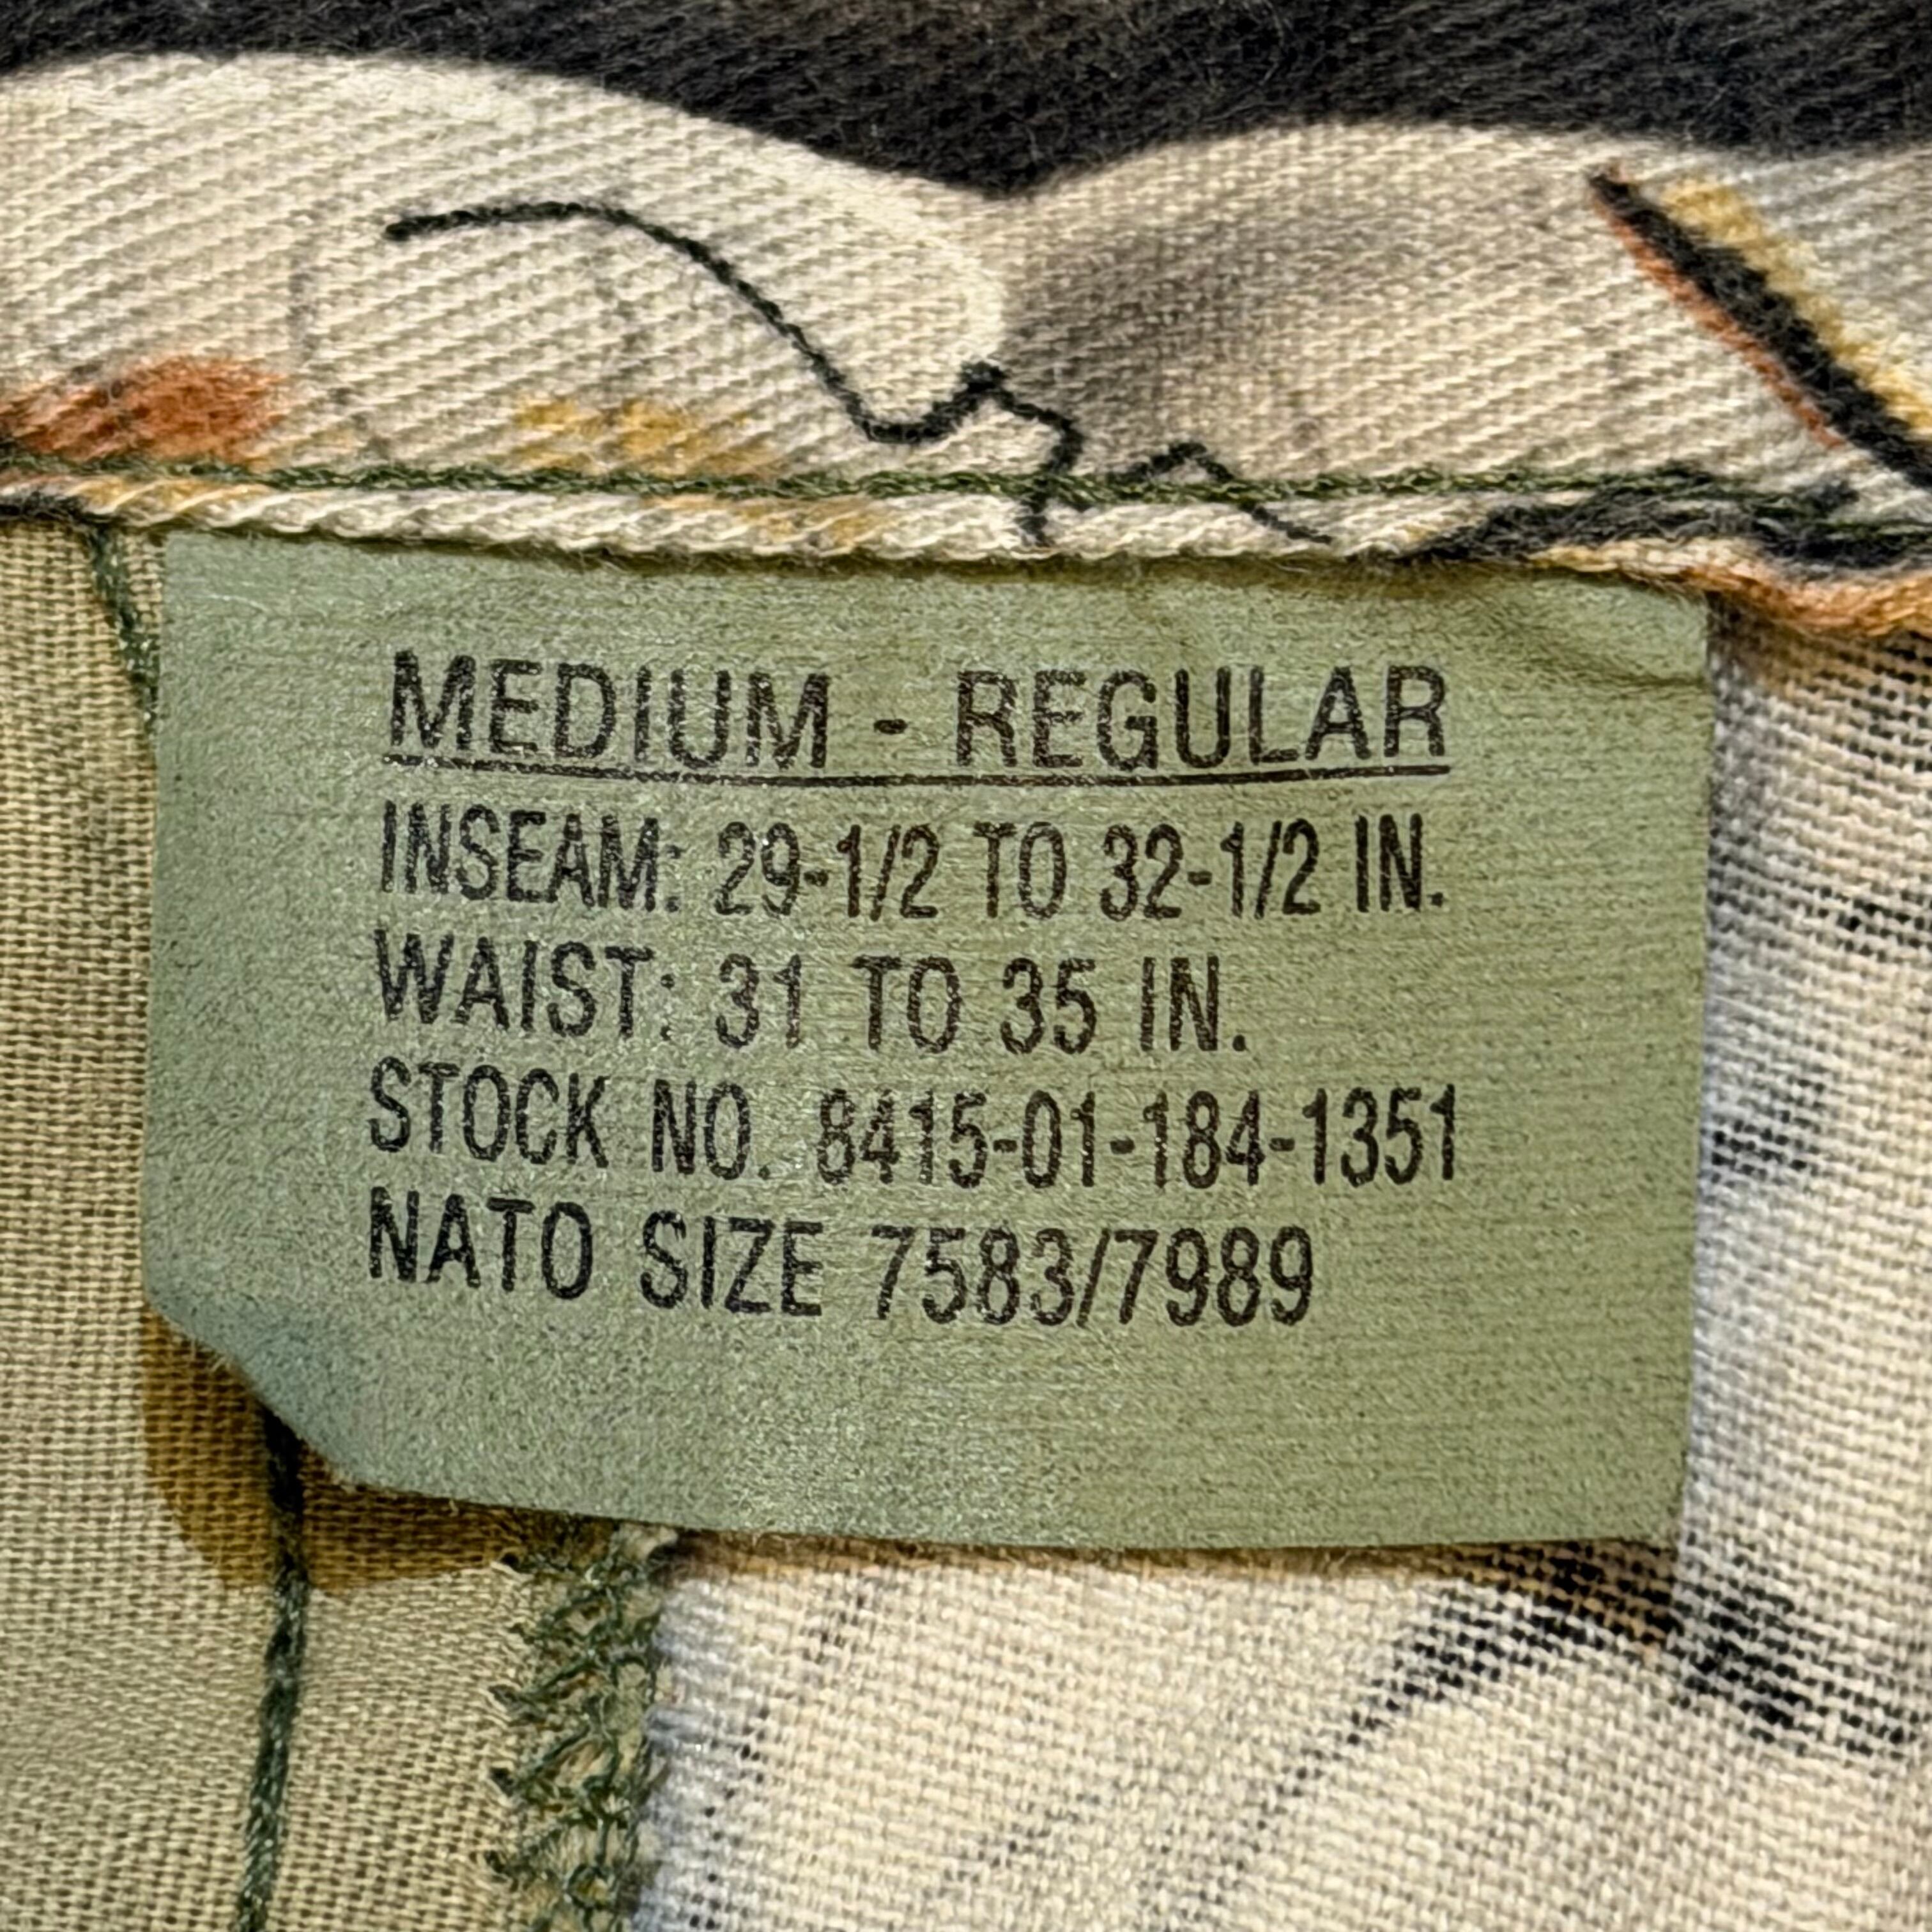 MEDIUM - REGULAR
INSEAM: 29-1/2 TO 32-1/2 IN.
WAIST: 31 TO 35 IN.
STOCK NO. 8415-01-184-1351
NATO SIZE 7583/7989